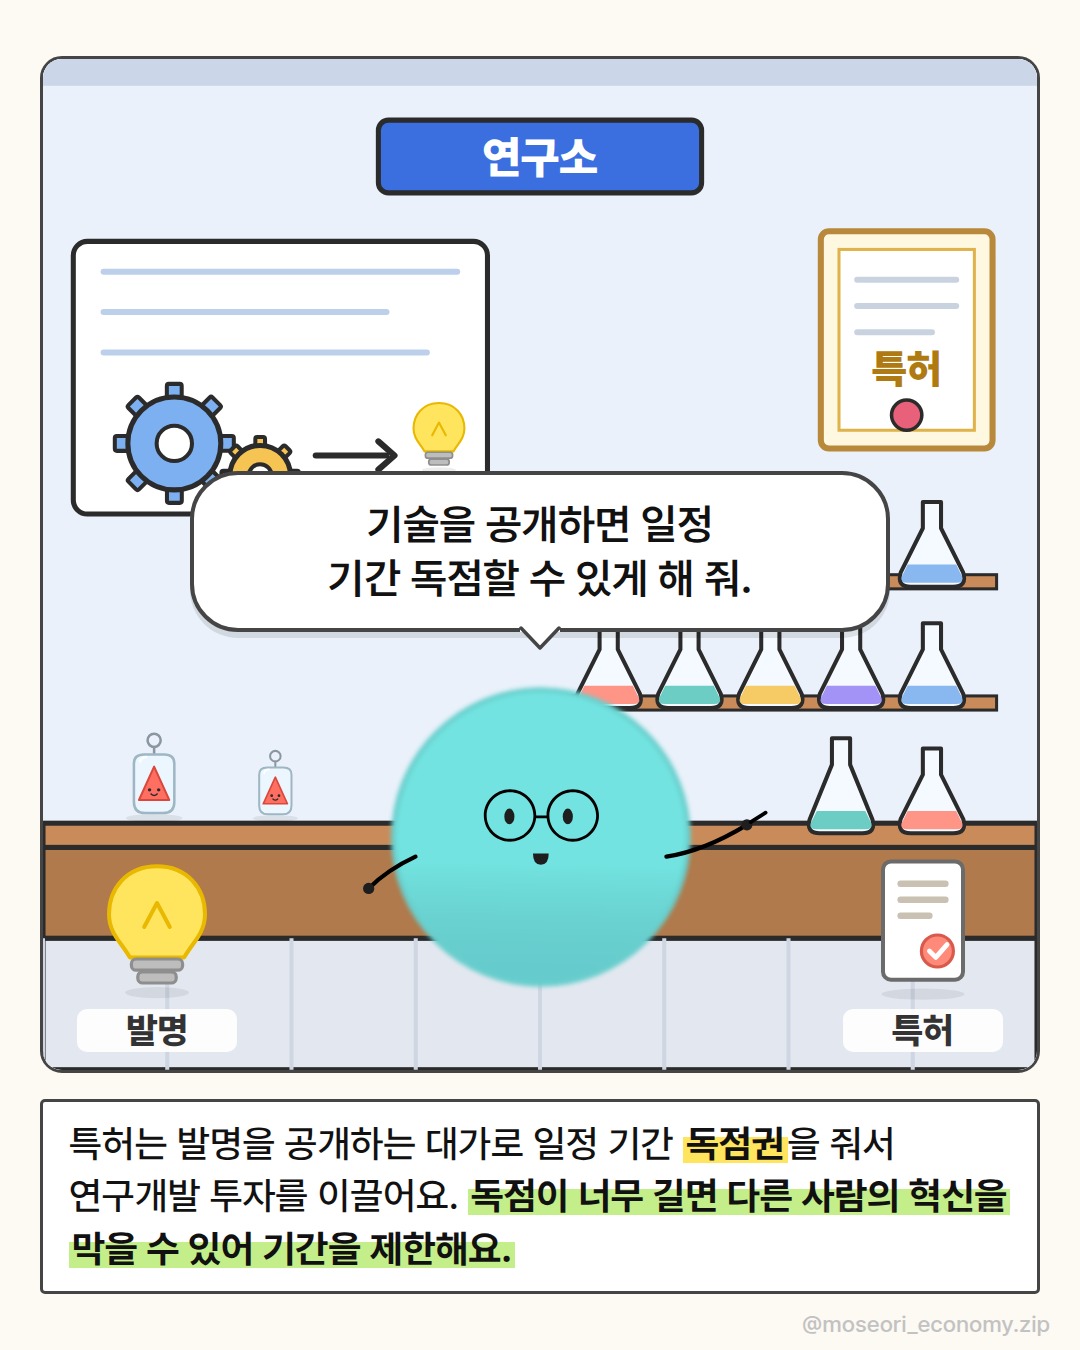 연구소
특허
기술을 공개하면 일정
기간 독점할 수 있게 해 줘.
발명
특허
특허는 발명을 공개하는 대가로 일정 기간 독점권을 줘서
연구개발 투자를 이끌어요. 독점이 너무 길면 다른 사람의 혁신을
막을 수 있어 기간을 제한해요.
@moseori_economy.zip